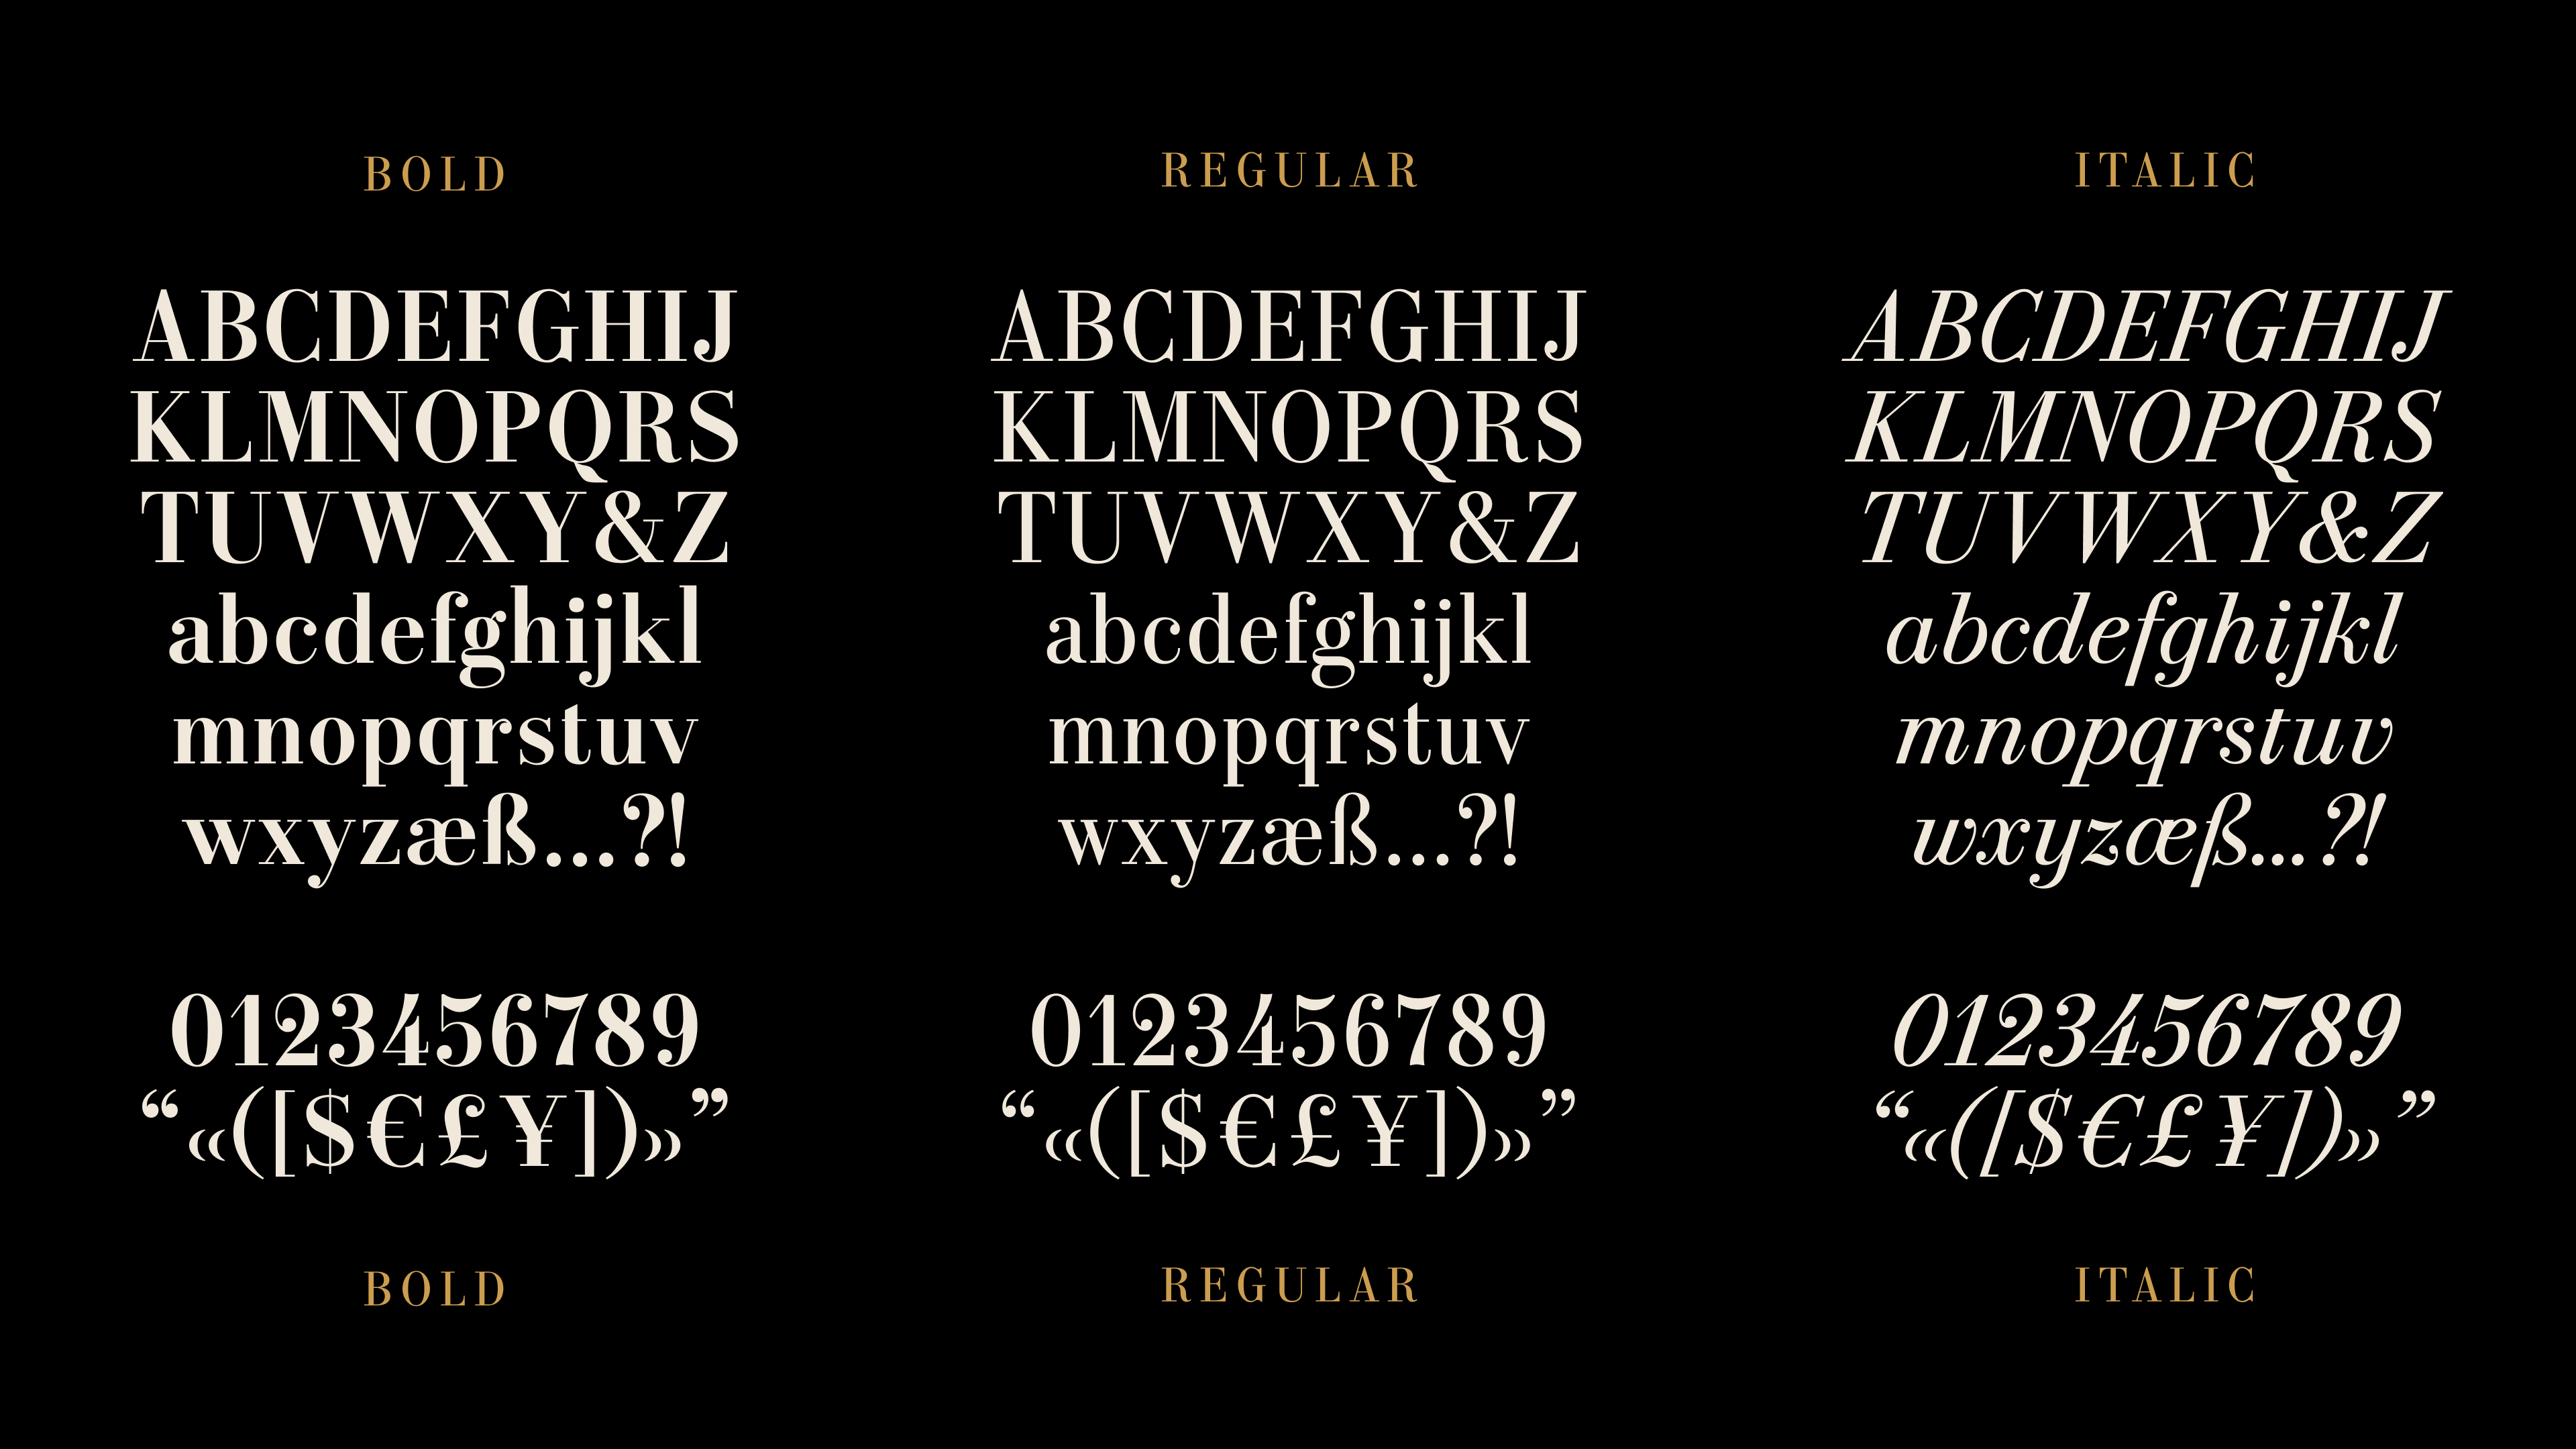 BOLD
ABCDEFGHIJ
KLMNOPQRS
TUVWXY&Z
abcdefghijkl
mnopqrstuv
wxyzæß...?!
0123456789
“«([$€£¥])»”
BOLD
REGULAR
ABCDEFGHIJ
KLMNOPQRS
TUVWXY&Z
abcdefghijkl
mnopqrstuv
wxyzæß...?!
0123456789
“«([$€£¥])»”
REGULAR
ITALIC
ABCDEFGHIJ
KLMNOPQRS
TUVWXY&Z
abcdefghijkl
mnopqrstuv
wxyzæß...?!
0123456789
“«([$€£¥])»”
ITALIC